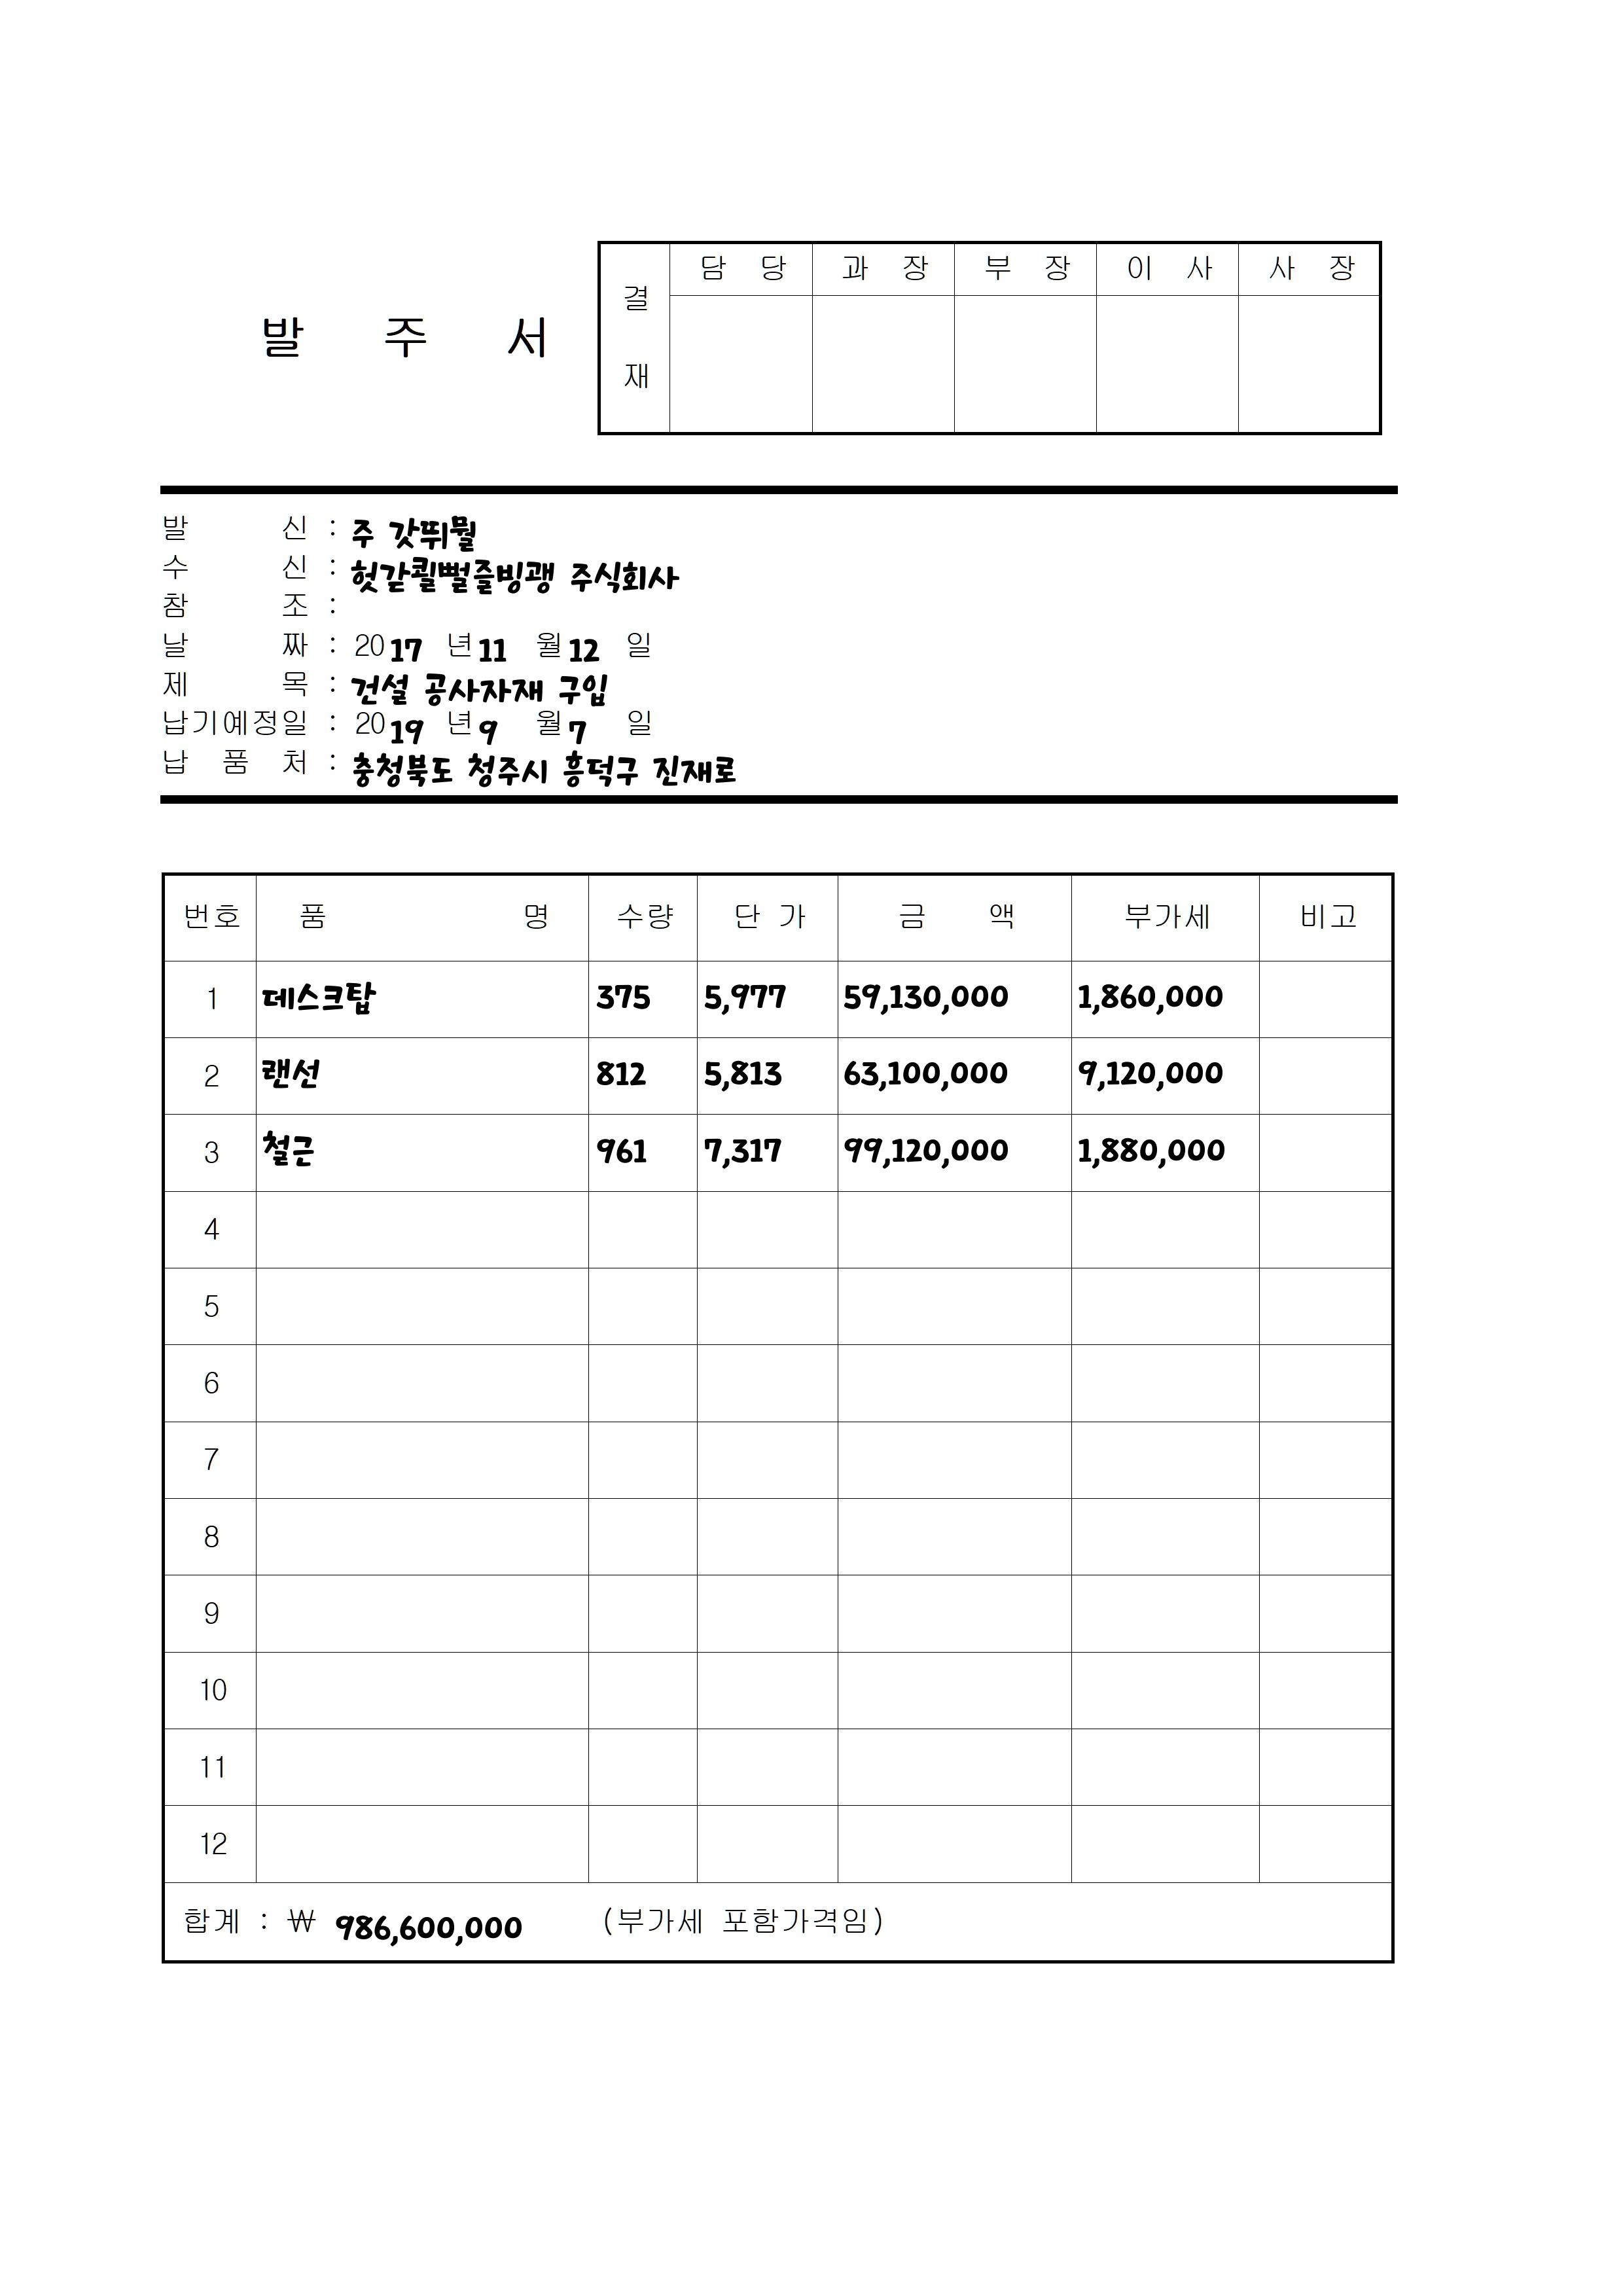 발 주 서
결 재
담 당 과 장 부 장 이 사 사 장
발 신 : 주 갓뛰뭘
수 신 : 헛갇쾰뻘줄빙괭 주식회사
참 조 :
날 짜 : 2017 년 11 월 12 일
제 목 : 건설 공사자재 구입
납기예정일 : 2019 년 9 월 7 일
납 품 처 : 충청북도 청주시 흥덕구 진재로
번호 품 명 수량 단 가 금 액 부가세 비고
1 데스크탑 375 5,977 59,130,000 1,860,000
2 랜선 812 5,813 63,100,000 9,120,000
3 철근 961 7,317 99,120,000 1,880,000
4
5
6
7
8
9
10
11
12
합계 : ₩ 986,600,000 (부가세 포함가격임)